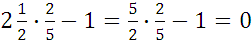 2 1/2 · 2/5 − 1 = 5/2 · 2/5 − 1 = 0